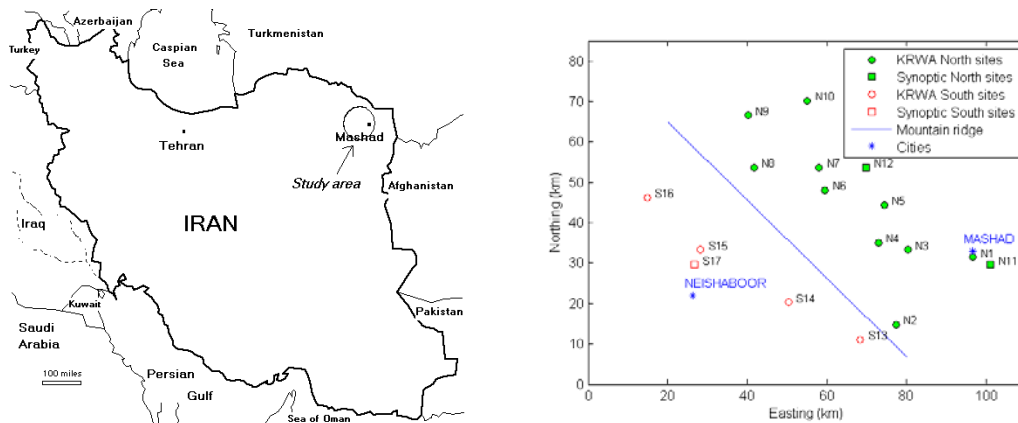 Azerbaijan
Turkey
Caspian
Sea
Turkmenistan
Tehran
Mashad
Study area
Afghanistan
IRAN
Iraq
Kuwait
Pakistan
Saudi
Arabia
100 miles
Persian
Gulf
Sea of Oman
KRWA North sites
Synoptic North sites
KRWA South sites
Synoptic South sites
Mountain ridge
Cities
80
70
60
50
40
30
20
10
0
Northing (km)
N10
N9
N8
N7
N12
N6
S16
N5
N4
N3
S15
S17
MASHAD
N1
N11
NEISHABOOR
S14
N2
S13
0 20 40 60 80 100
Easting (km)